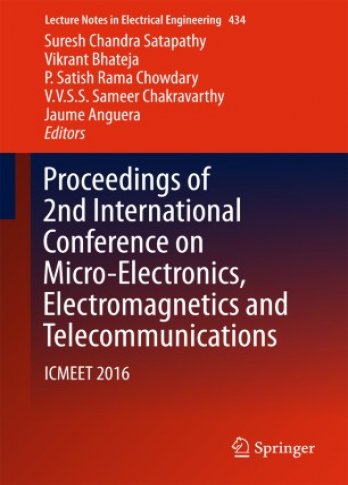 Lecture Notes in Electrical Engineering 434
Suresh Chandra Satapathy
Vikrant Bhateja
P. Satish Rama Chowdary
V.V.S.S. Sameer Chakravarthy
Jaume Anguera
Editors
Proceedings of
2nd International
Conference on
Micro-Electronics,
Electromagnetics and
Telecommunications
ICMEET 2016
Springer